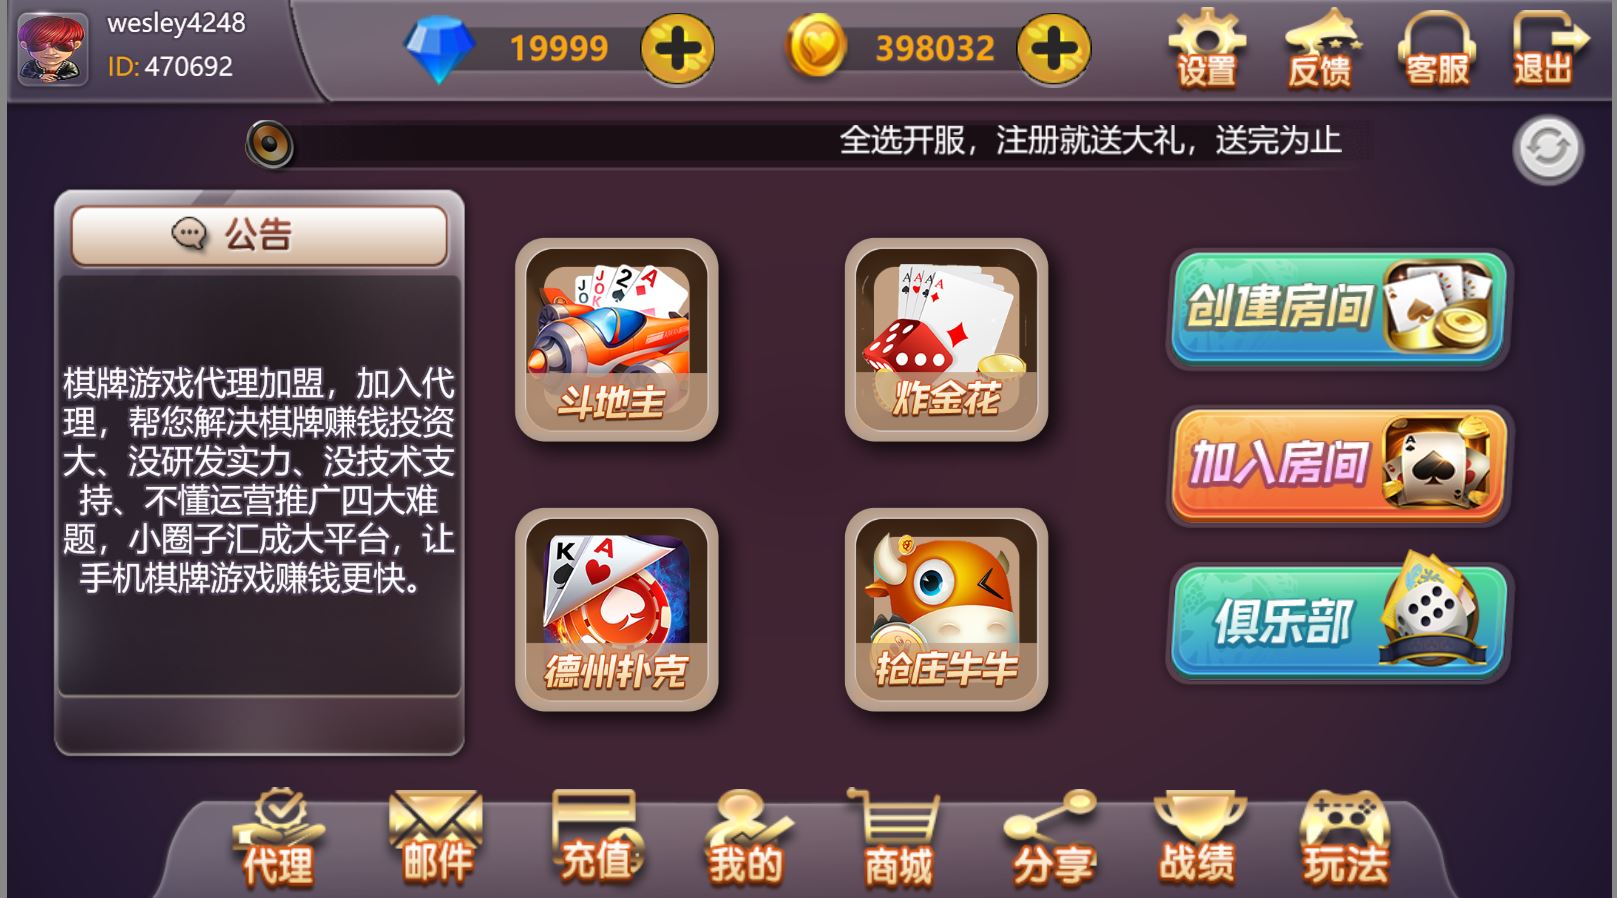 wesley4248
ID: 470692
19999
398032
设置
反馈
客服
退出
全选开服，注册就送大礼，送完为止
公告
棋牌游戏代理加盟，加入代
理，帮您解决棋牌赚钱投资
大、没研发实力、没技术支
持、不懂运营推广四大难
题，小圈子汇成大平台，让
手机棋牌游戏赚钱更快。
斗地主
炸金花
德州扑克
抢庄牛牛
创建房间
加入房间
俱乐部
代理
邮件
充值
我的
商城
分享
战绩
玩法